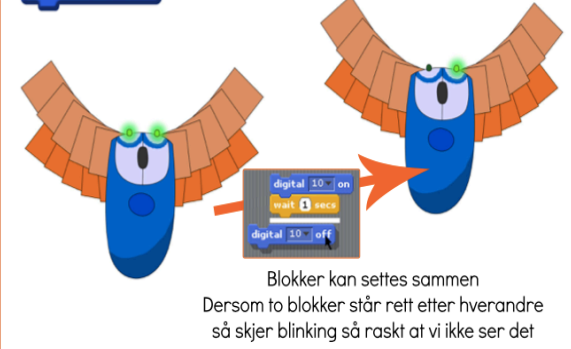 digital 10 on
wait 1 secs
digital 10 off
Blokker kan settes sammen
Dersom to blokker står rett etter hverandre
så skjer blinking så raskt at vi ikke ser det